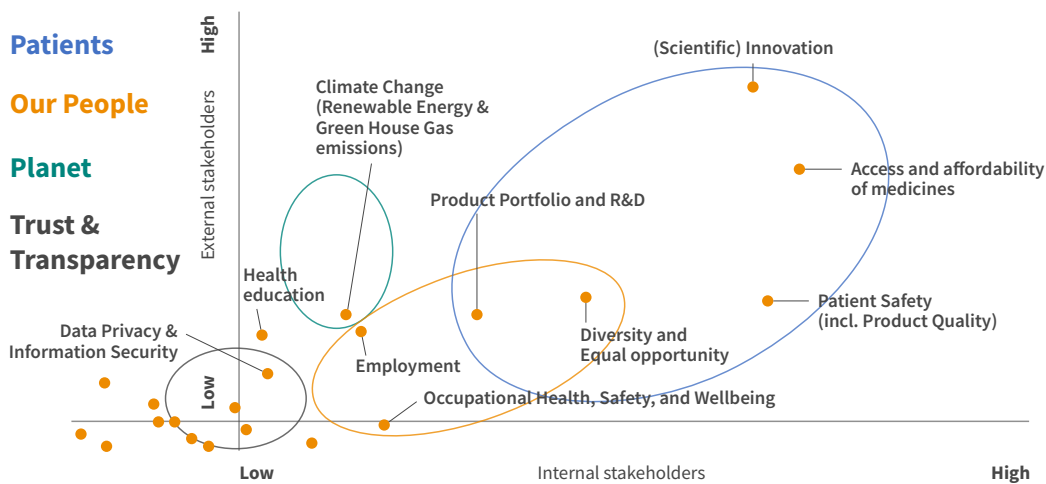 Patients
Our People
Planet
Trust &
Transparency
High
External stakeholders
Low
(Scientific) Innovation
Climate Change
(Renewable Energy &
Green House Gas
emissions)
Access and affordability
of medicines
Product Portfolio and R&D
Health
education
Patient Safety
(incl. Product Quality)
Data Privacy &
Information Security
Diversity and
Equal opportunity
Employment
Occupational Health, Safety, and Wellbeing
Low
Internal stakeholders
High